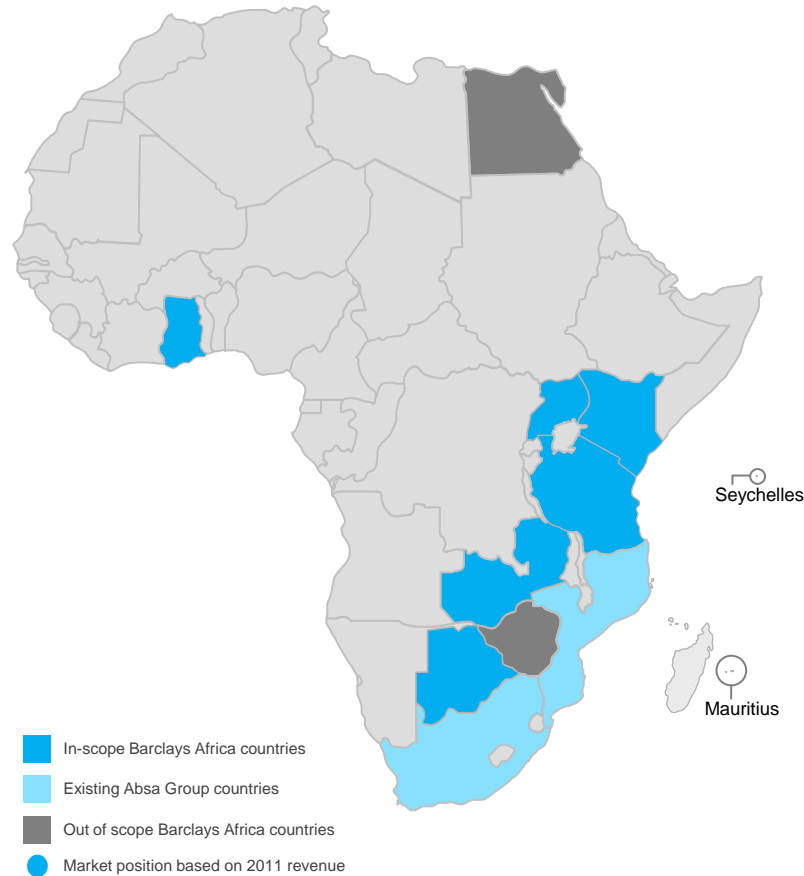 Seychelles
Mauritius
In-scope Barclays Africa countries
Existing Absa Group countries
Out of scope Barclays Africa countries
Market position based on 2011 revenue